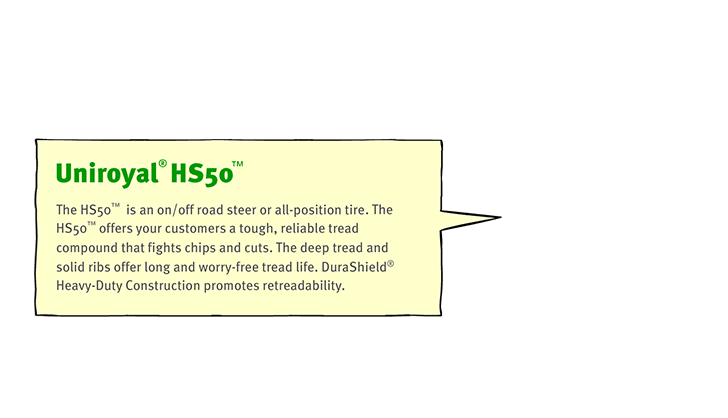 Uniroyal® HS50™
The HS50™ is an on/off road steer or all-position tire. The
HS50™ offers your customers a tough, reliable tread
compound that fights chips and cuts. The deep tread and
solid ribs offer long and worry-free tread life. DuraShield®
Heavy-Duty Construction promotes retreadability.